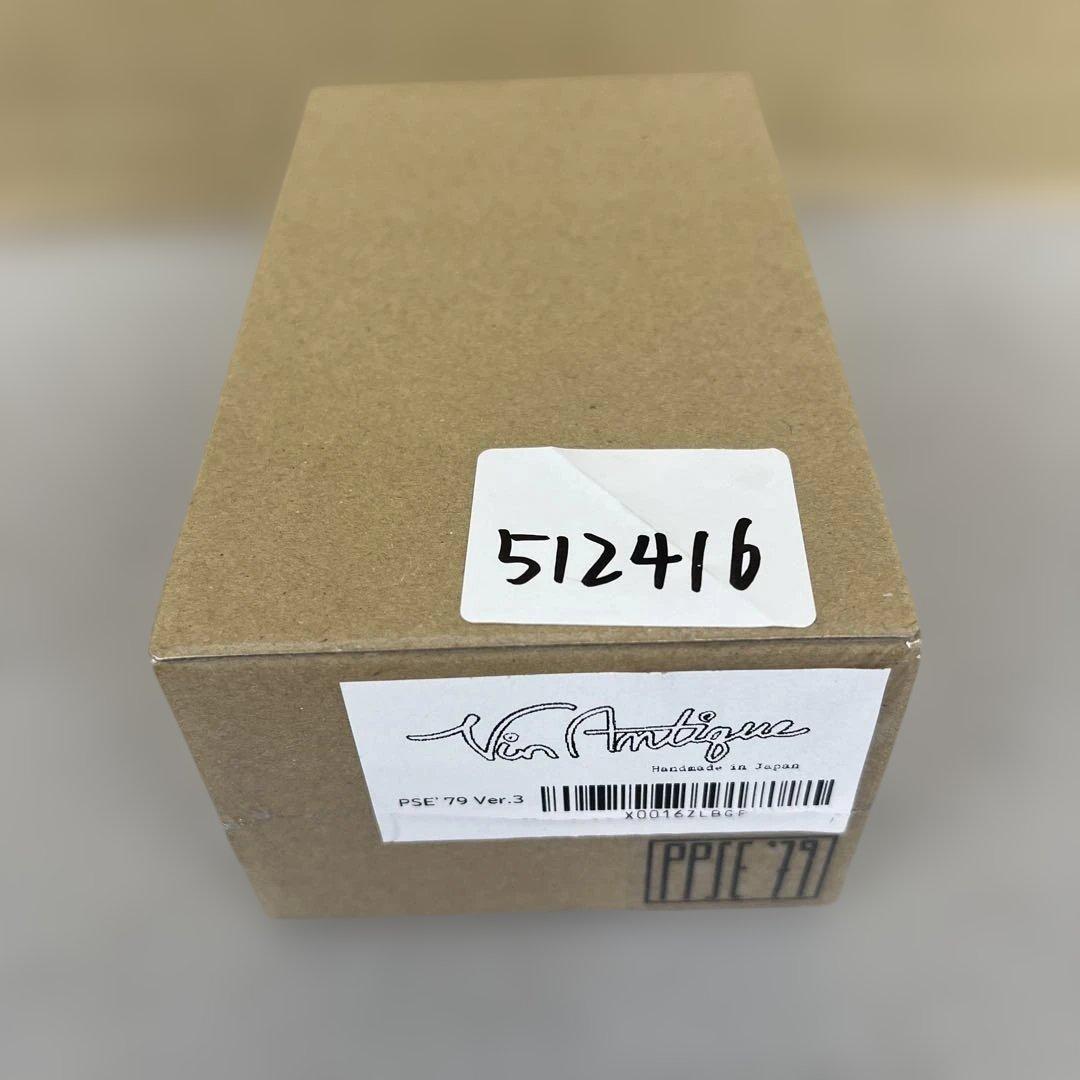 512416
Vin Antique
Handmade in Japan
PSE' 79 Ver.3
X0016ZLBGF
PPSE '79